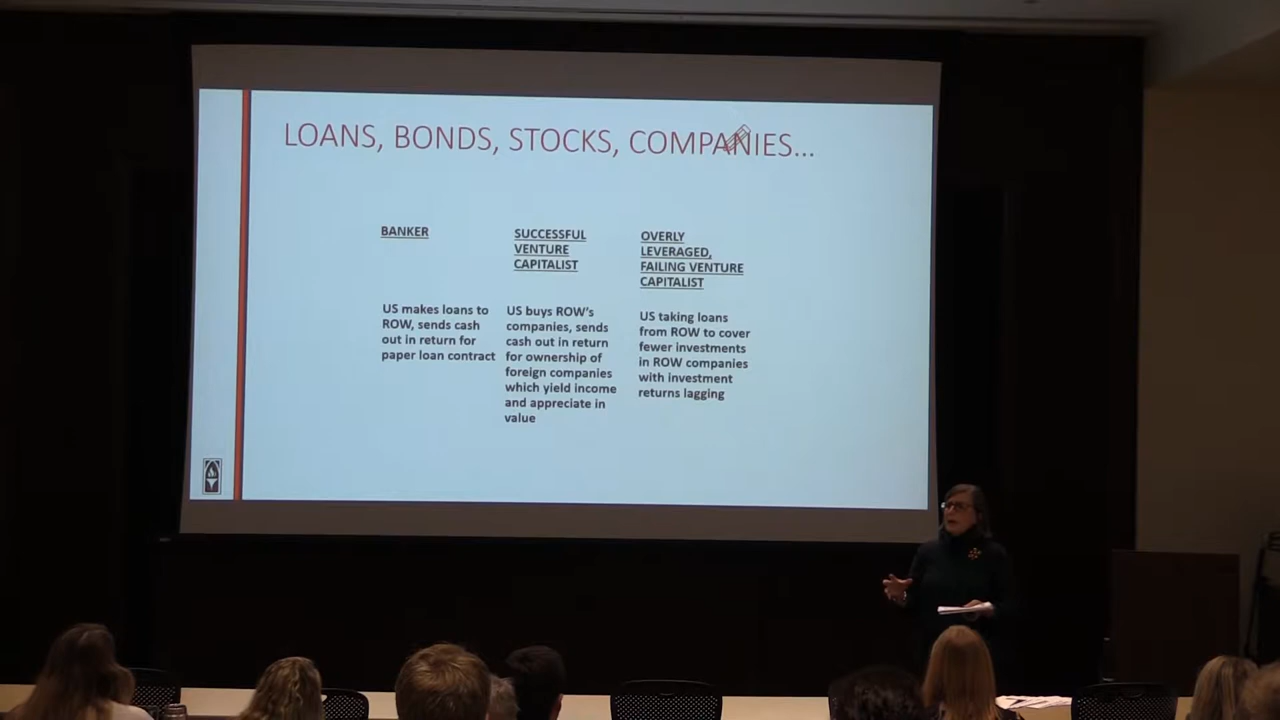 LOANS, BONDS, STOCKS, COMPANIES...
BANKER
US makes loans to
ROW, sends cash
out in return for
paper loan contract
SUCCESSFUL
VENTURE
CAPITALIST
US buys ROW's
companies, sends
cash out in return
for ownership of
foreign companies
which yield income
and appreciate in
value
OVERLY
LEVERAGED,
FAILING VENTURE
CAPITALIST
US taking loans
from ROW to cover
fewer investments
in ROW companies
with investment
returns lagging